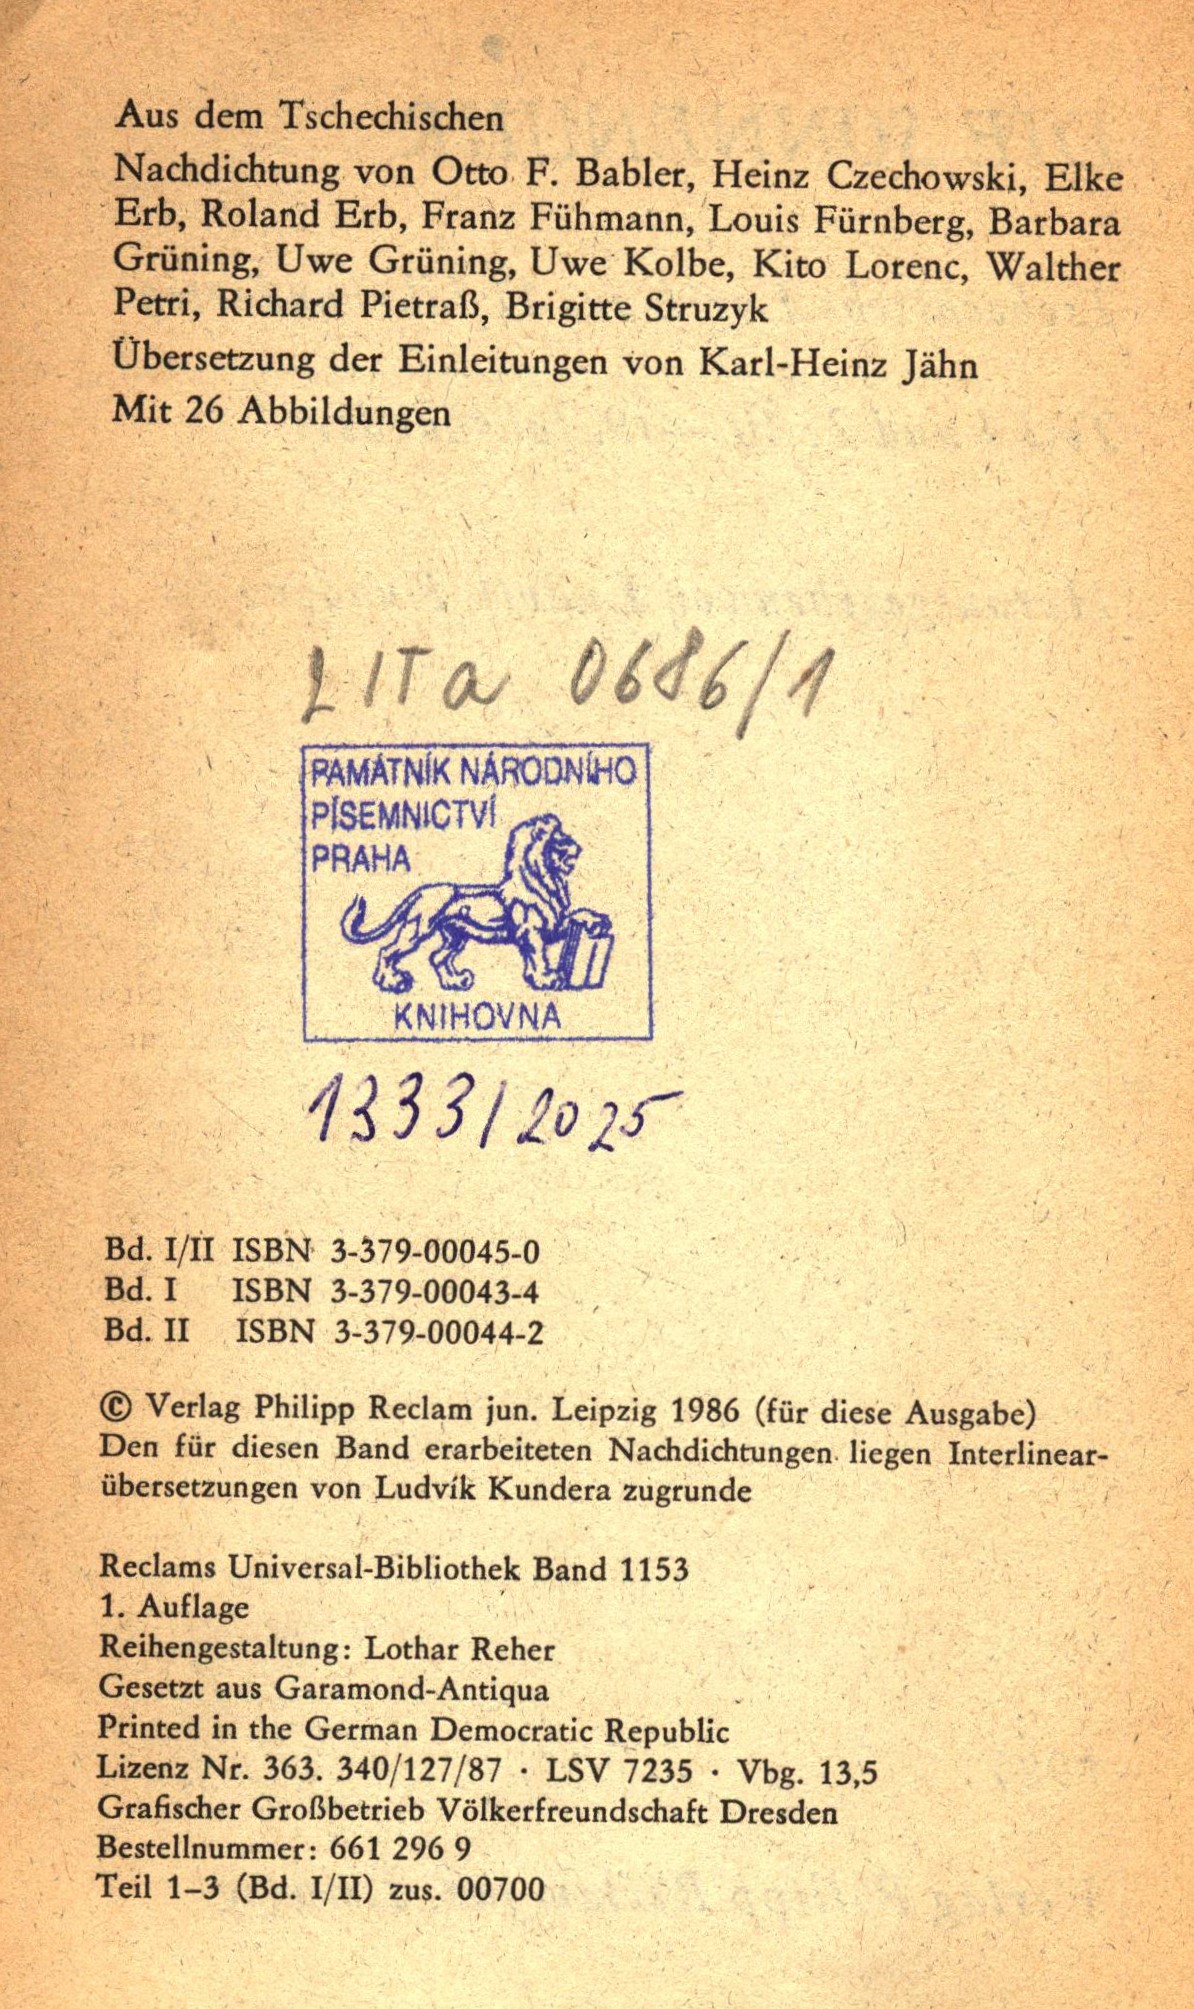 Aus dem Tschechischen
Nachdichtung von Otto F. Babler, Heinz Czechowski, Elke
Erb, Roland Erb, Franz Fühmann, Louis Fürnberg, Barbara
Grüning, Uwe Grüning, Uwe Kolbe, Kito Lorenc, Walther
Petri, Richard Pietraß, Brigitte Struzyk
Übersetzung der Einleitungen von Karl-Heinz Jähn
Mit 26 Abbildungen
LITa 0686/1
PAMÁTNÍK NÁRODNÍHO
PÍSEMNICTVÍ
PRAHA
KNIHOVNA
1333/2025
Bd. I/II ISBN 3-379-00045-0
Bd. I ISBN 3-379-00043-4
Bd. II ISBN 3-379-00044-2
© Verlag Philipp Reclam jun. Leipzig 1986 (für diese Ausgabe)
Den für diesen Band erarbeiteten Nachdichtungen liegen Interlinear-
übersetzungen von Ludvík Kundera zugrunde
Reclams Universal-Bibliothek Band 1153
1. Auflage
Reihengestaltung: Lothar Reher
Gesetzt aus Garamond-Antiqua
Printed in the German Democratic Republic
Lizenz Nr. 363. 340/127/87 · LSV 7235 · Vbg. 13,5
Grafischer Großbetrieb Völkerfreundschaft Dresden
Bestellnummer: 661 296 9
Teil 1–3 (Bd. I/II) zus. 00700